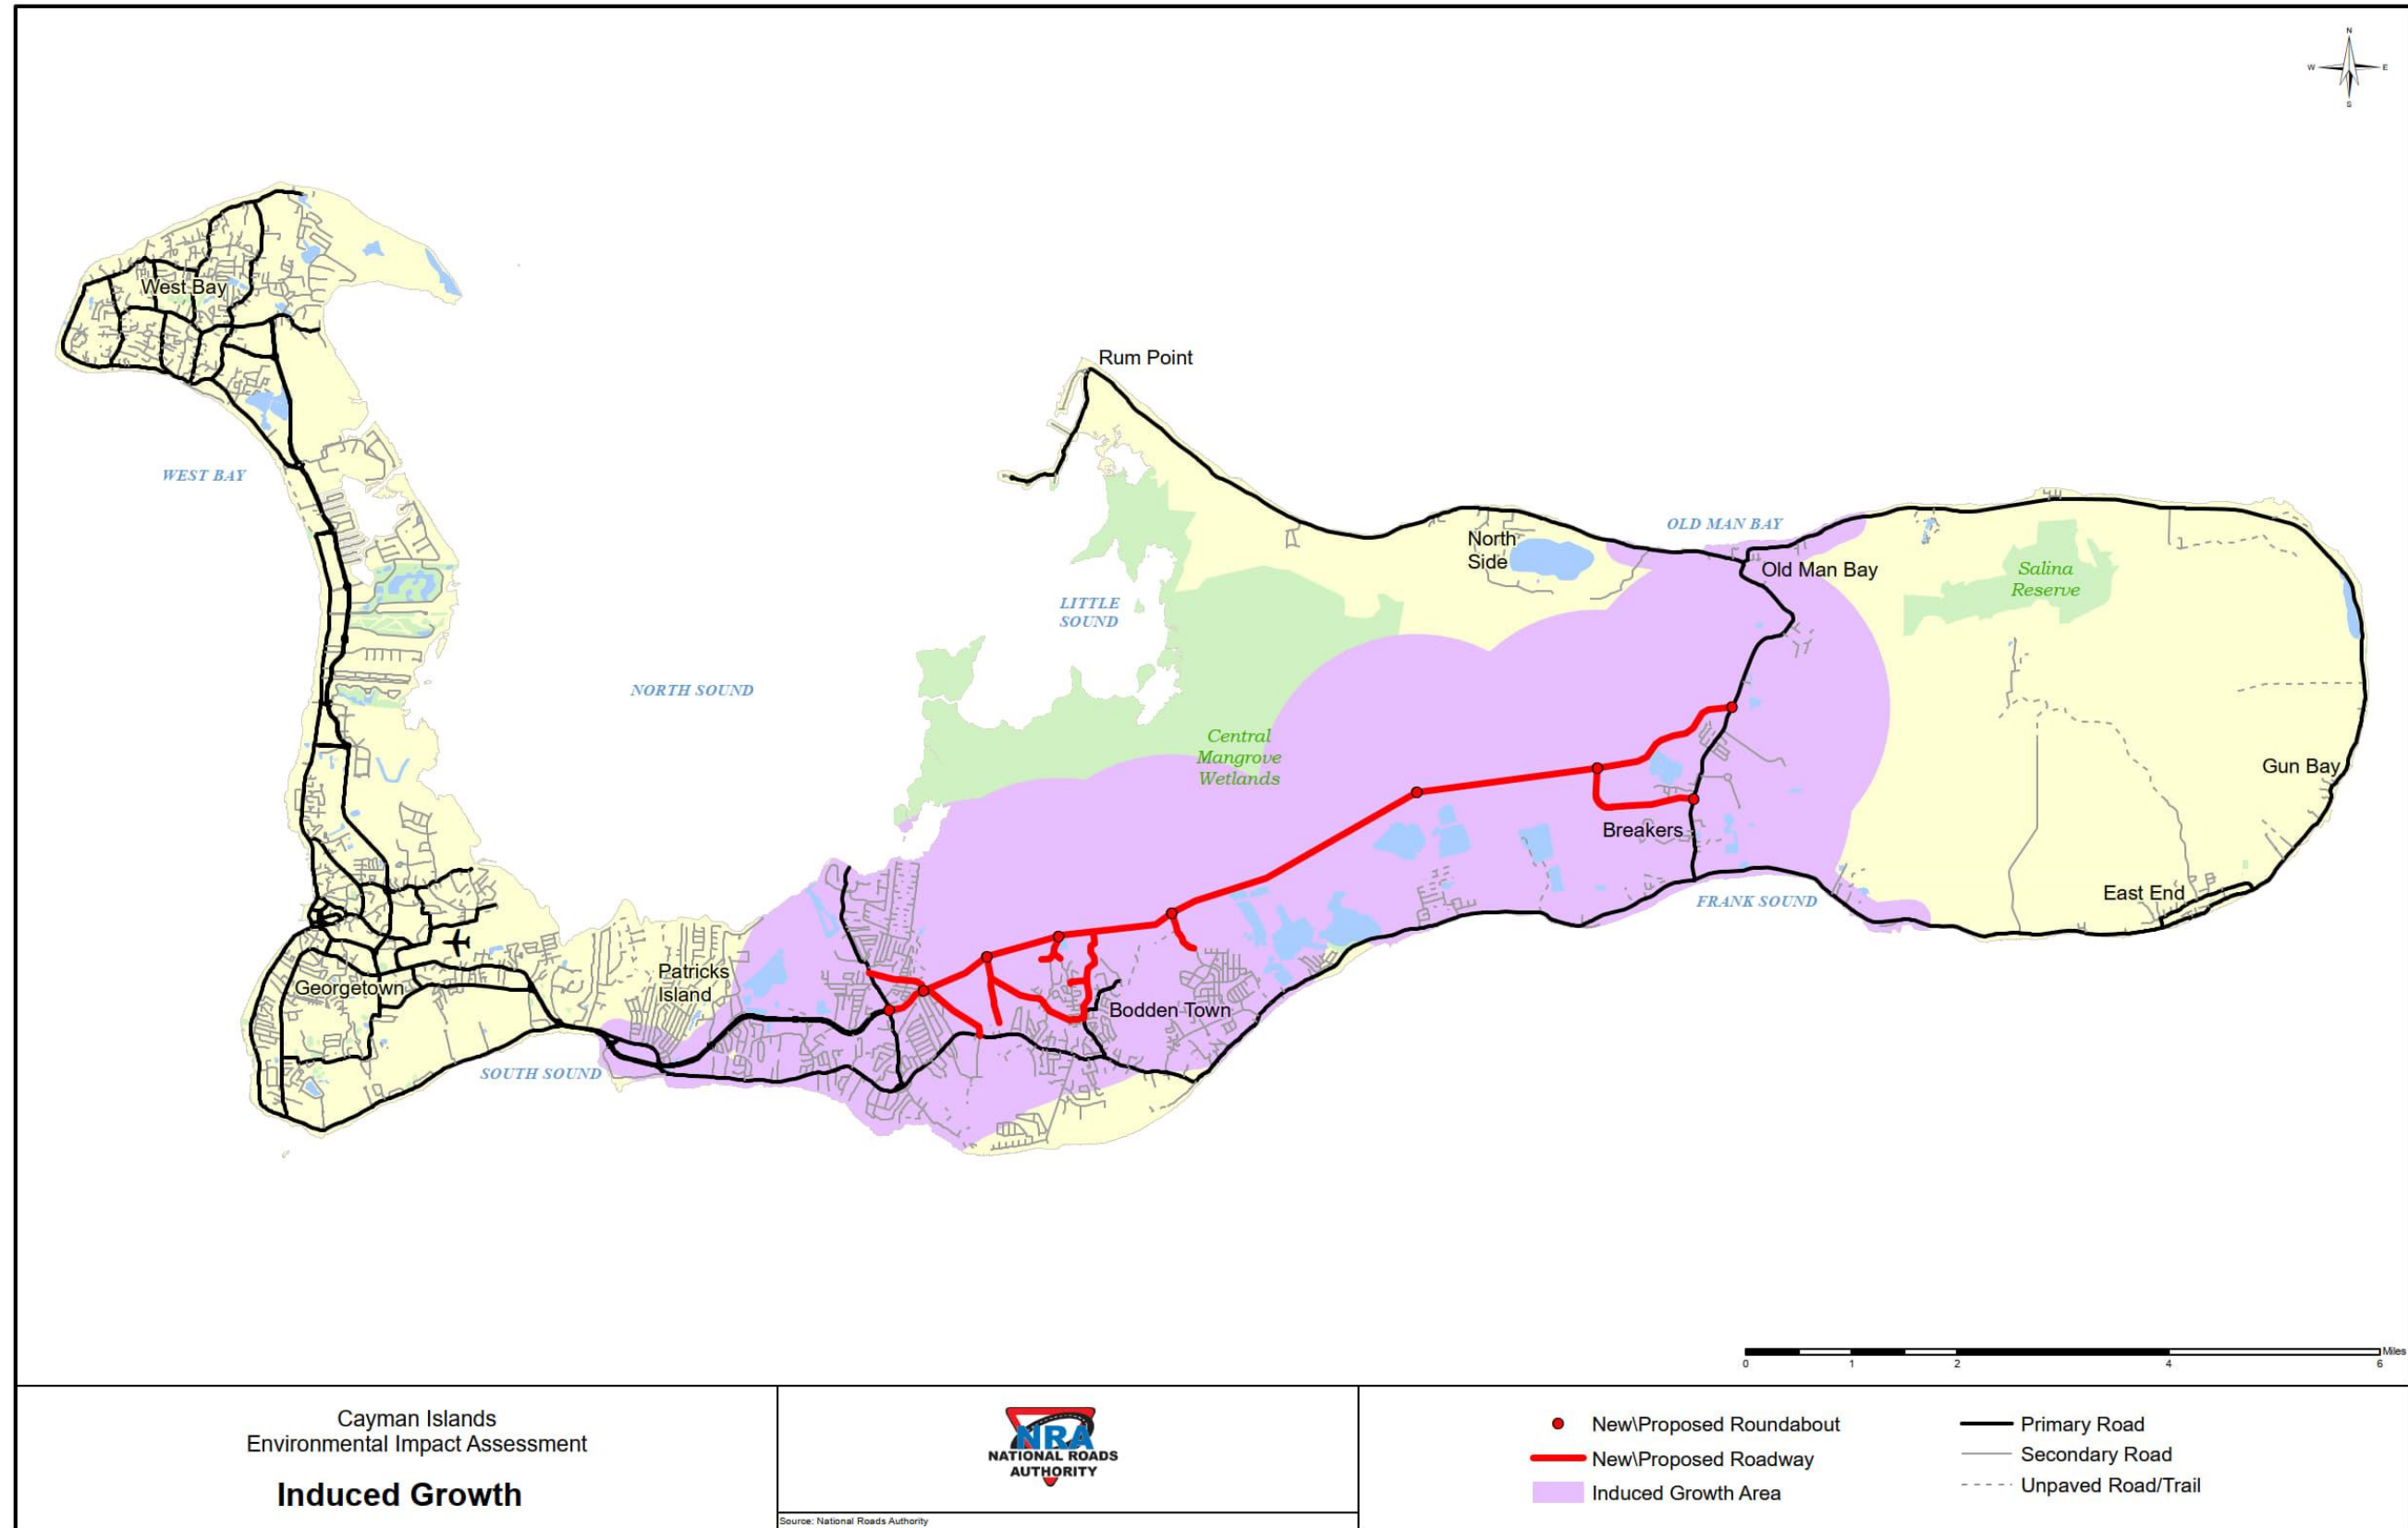 N
W
E
S
West Bay
WEST BAY
Rum Point
North
Side
OLD MAN BAY
Old Man Bay
Salina
Reserve
LITTLE
SOUND
NORTH SOUND
Central
Mangrove
Wetlands
Gun Bay
Breakers
East End
FRANK SOUND
Patricks
Island
Georgetown
Bodden Town
SOUTH SOUND
0 1 2 4 6 Miles
Cayman Islands
Environmental Impact Assessment
Induced Growth
NRA
NATIONAL ROADS
AUTHORITY
Source: National Roads Authority
New\Proposed Roundabout
New\Proposed Roadway
Induced Growth Area
Primary Road
Secondary Road
Unpaved Road/Trail